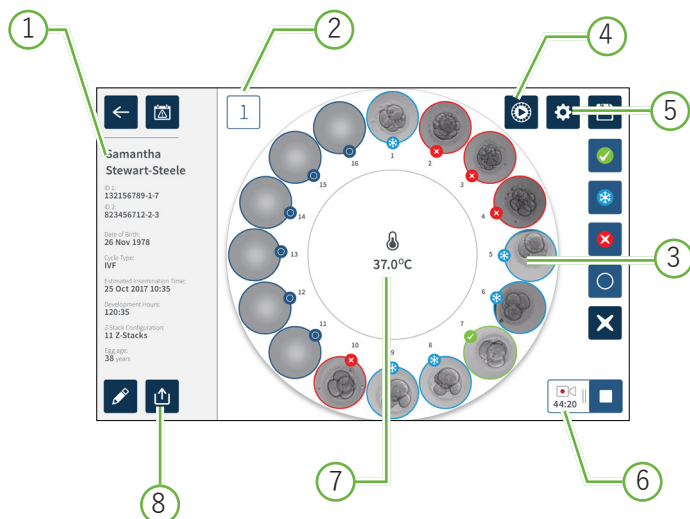 1
2
4
5
1
Samantha
Stewart-Steele
ID 1:
132156789-1-7
ID 2:
823456712-2-3
Date of Birth:
26 Nov 1978
Cycle Type:
IVF
Estimated Insemination Time:
25 Oct 2017 10:35
Development Hours:
120:35
Z-Stack Configuration:
11 Z-Stacks
Egg age:
38 years
16
1
2
15
3
14
4
13
5
37.0°C
12
6
11
7
10
9
8
3
44:20
8
7
6